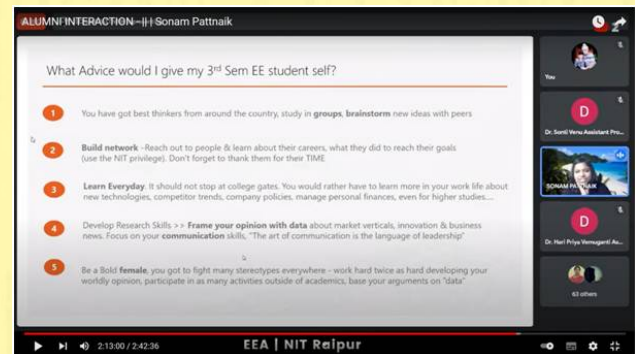 ALUMNI INTERACTION-II | Sonam Pattnaik
What Advice would I give my 3rd Sem EE student self?
1 You have got best thinkers from around the country, study in groups, brainstorm new ideas with peers
2 Build network -Reach out to people & learn about their careers, what they did to reach their goals
(use the NIT privilege). Don't forget to thank them for their TIME
3 Learn Everyday. It should not stop at college gates. You would rather have to learn more in your work life about
new technologies, competitor trends, company policies, manage personal finances, even for higher studies....
4 Develop Research Skills >> Frame your opinion with data about market verticals, innovation & business
news. Focus on your communication skills, "The art of communication is the language of leadership"
5 Be a Bold female, you got to fight many stereotypes everywhere - work hard twice as hard developing your
worldly opinion, participate in as many activities outside of academics, base your arguments on "data"
You
D
Dr. Sonti Venu Assistant Pro...
SONAM PATTNAIK
D
Dr. Hari Priya Vemuganti As...
63 others
2:13:00 / 2:42:36
EEA | NIT Raipur